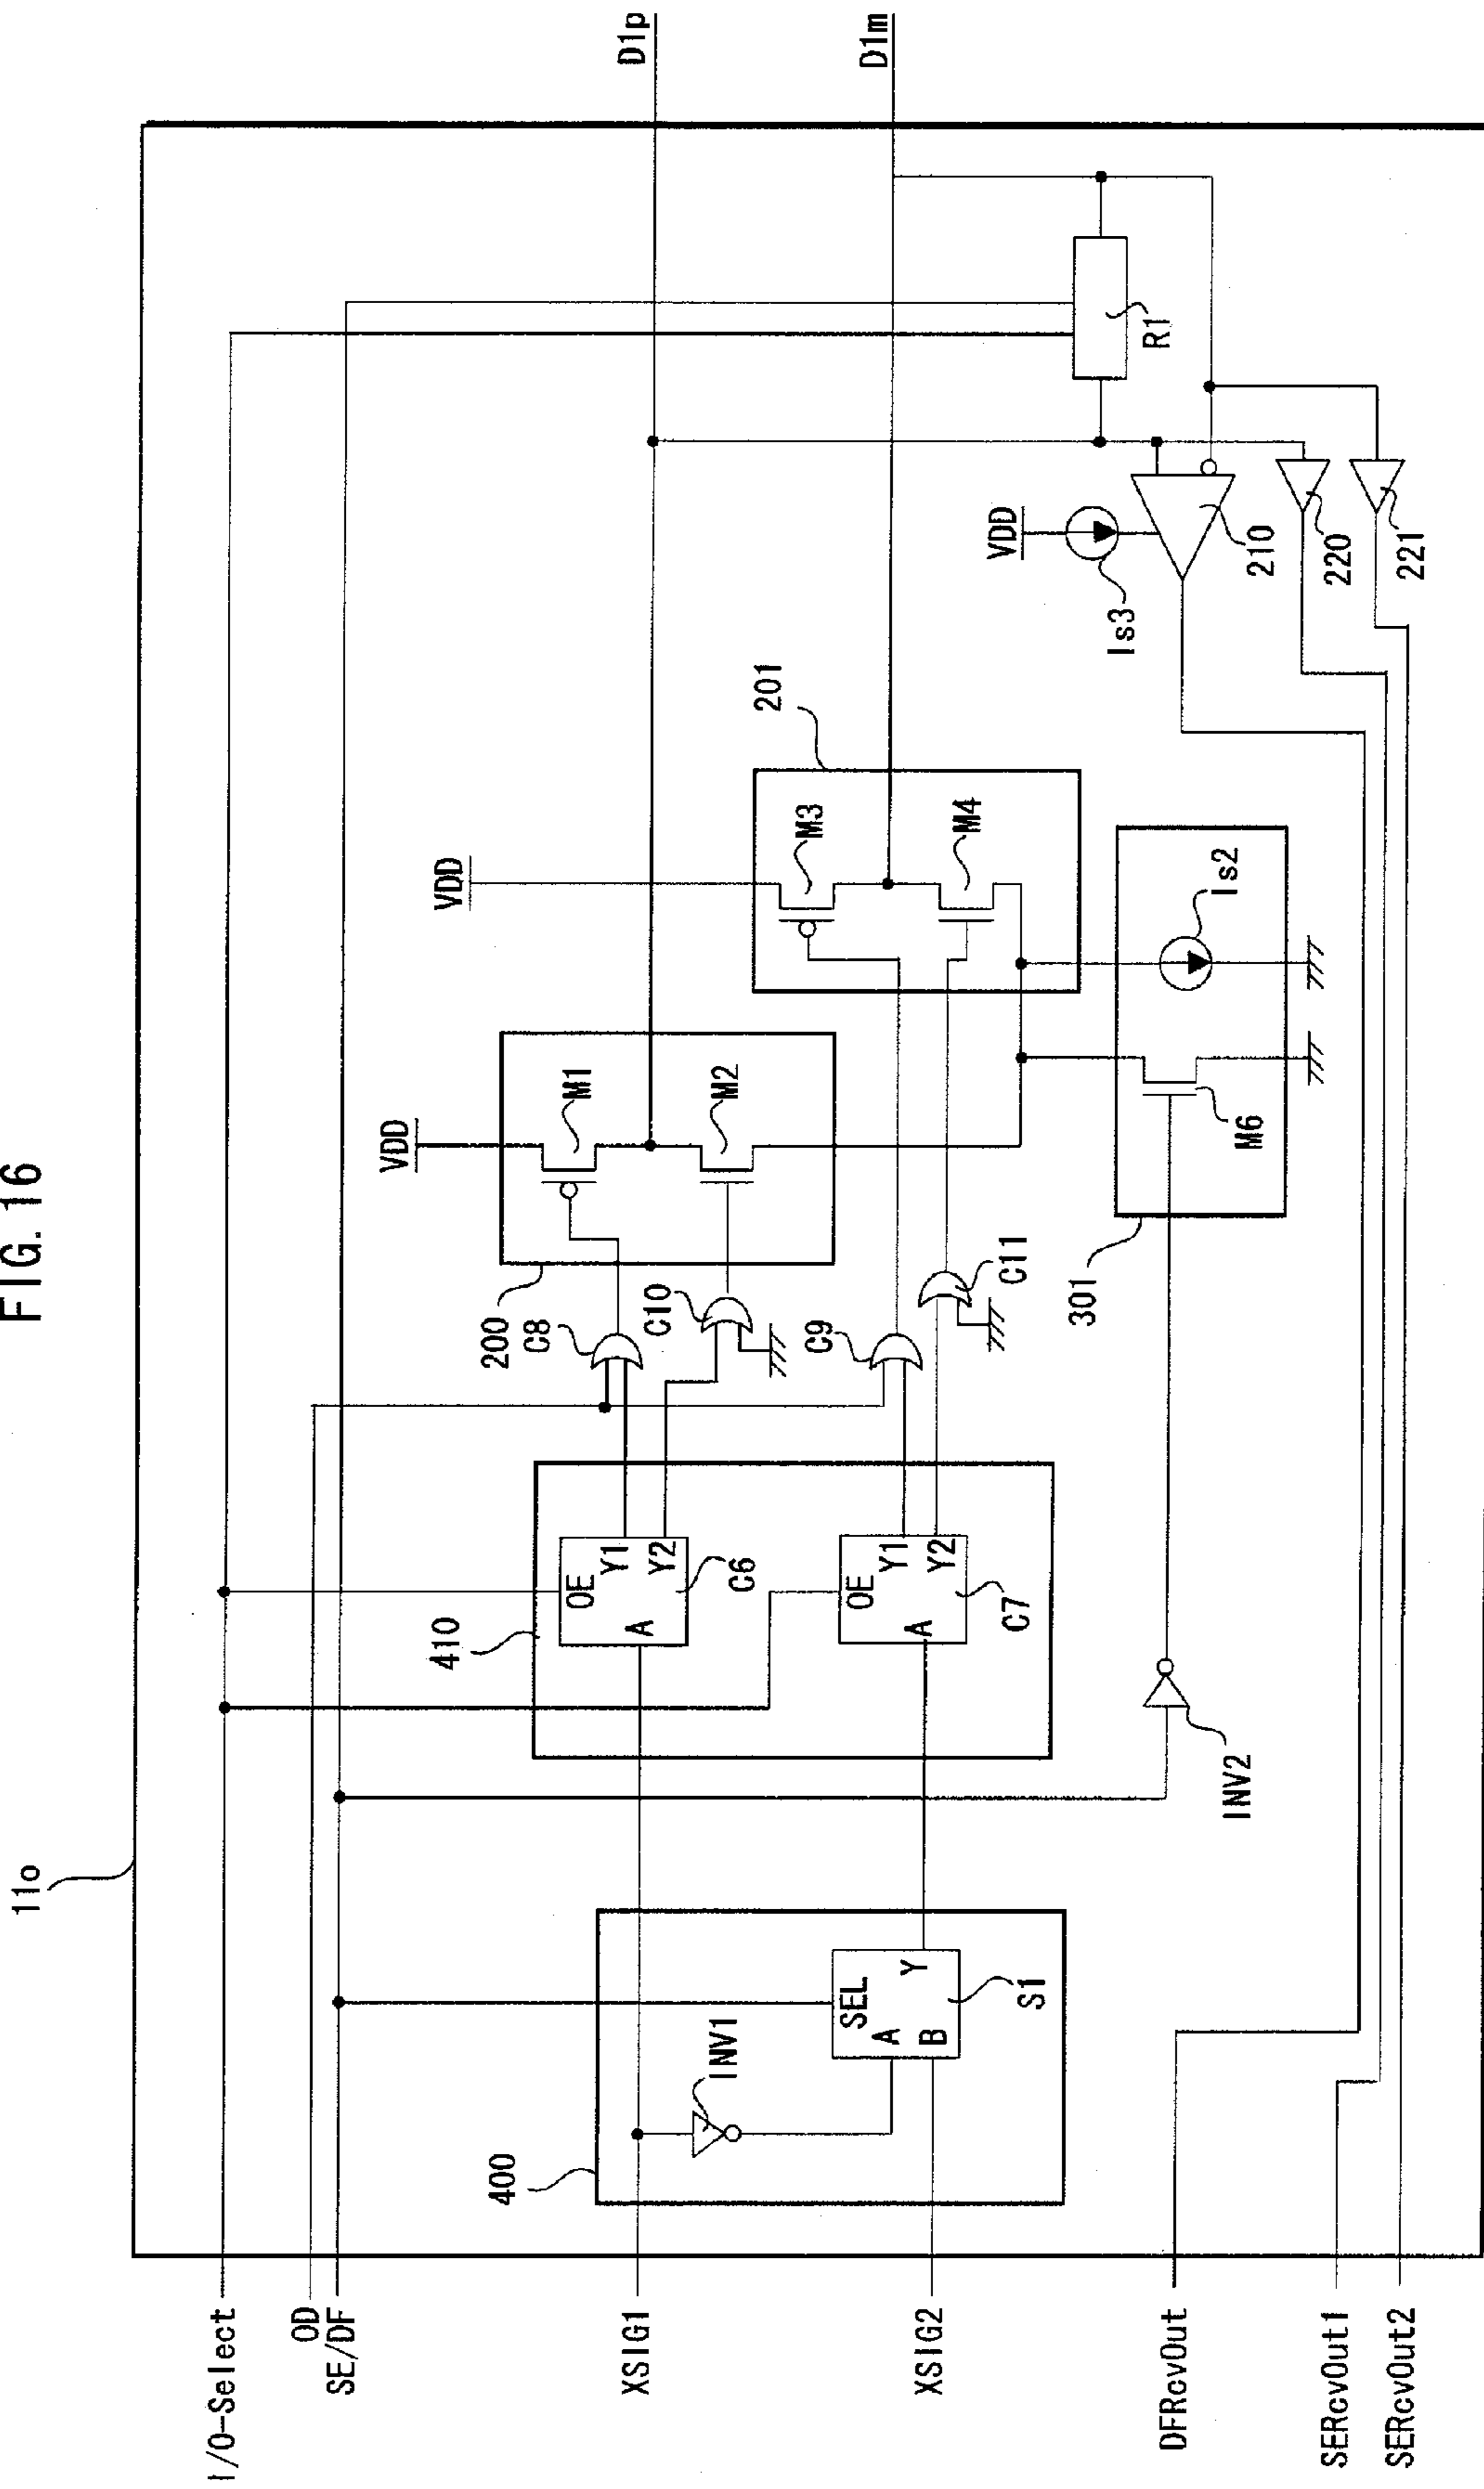 FIG. 16
11o
I/O-Select
OD
SE/DF
XSIG1
XSIG2
DFRcvOut
SERcvOut1
SERcvOut2
400
INV1
SEL
A
B
Y
S1
410
OE
A
Y1
Y2
C6
OE
A
Y1
Y2
C7
INV2
200
C8
C10
C9
C11
VDD
M1
M2
VDD
M3
M4
201
301
M6
Is2
VDD
Is3
210
220
221
R1
D1p
D1m